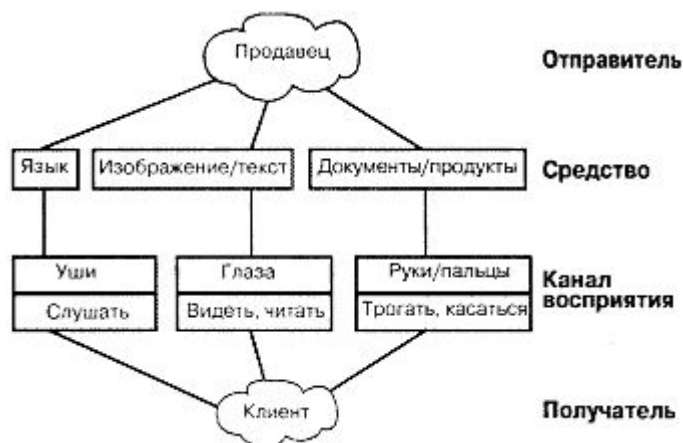 Продавец
Отправитель
Язык
Изображение/текст
Документы/продукты
Средство
Уши
Глаза
Руки/пальцы
Канал
восприятия
Слушать
Видеть, читать
Трогать, касаться
Клиент
Получатель